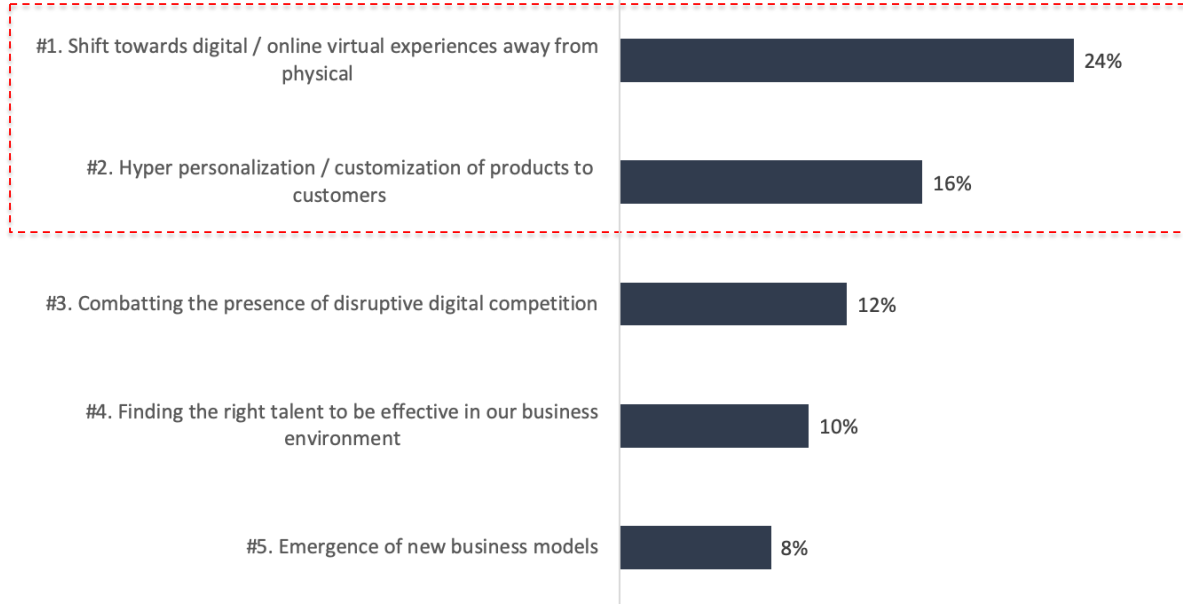 #1. Shift towards digital / online virtual experiences away from
physical
24%
#2. Hyper personalization / customization of products to
customers
16%
#3. Combatting the presence of disruptive digital competition
12%
#4. Finding the right talent to be effective in our business
environment
10%
#5. Emergence of new business models
8%